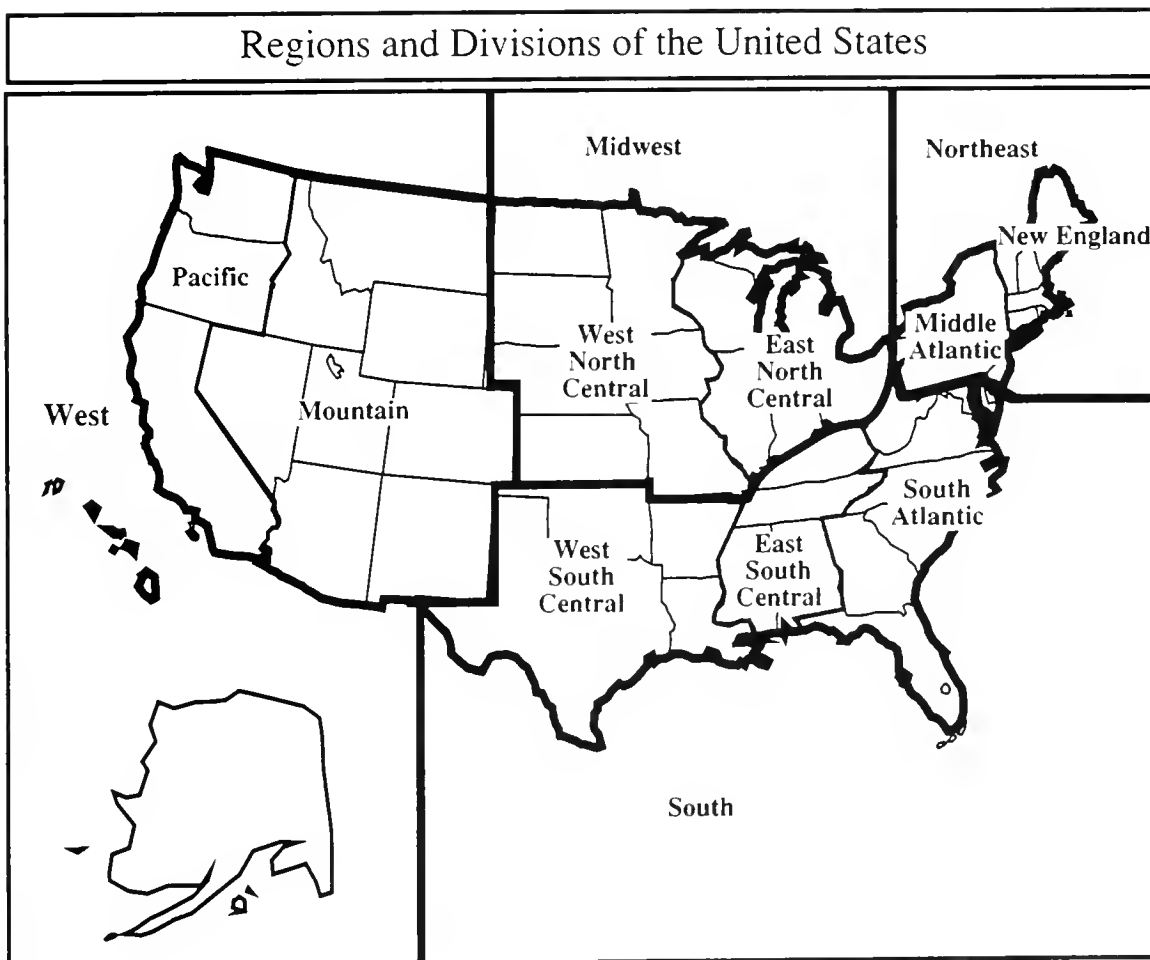 Regions and Divisions of the United States
Midwest
Northeast
New England
Pacific
Middle
Atlantic
West
North
Central
East
North
Central
West
Mountain
South
Atlantic
West
South
Central
East
South
Central
South